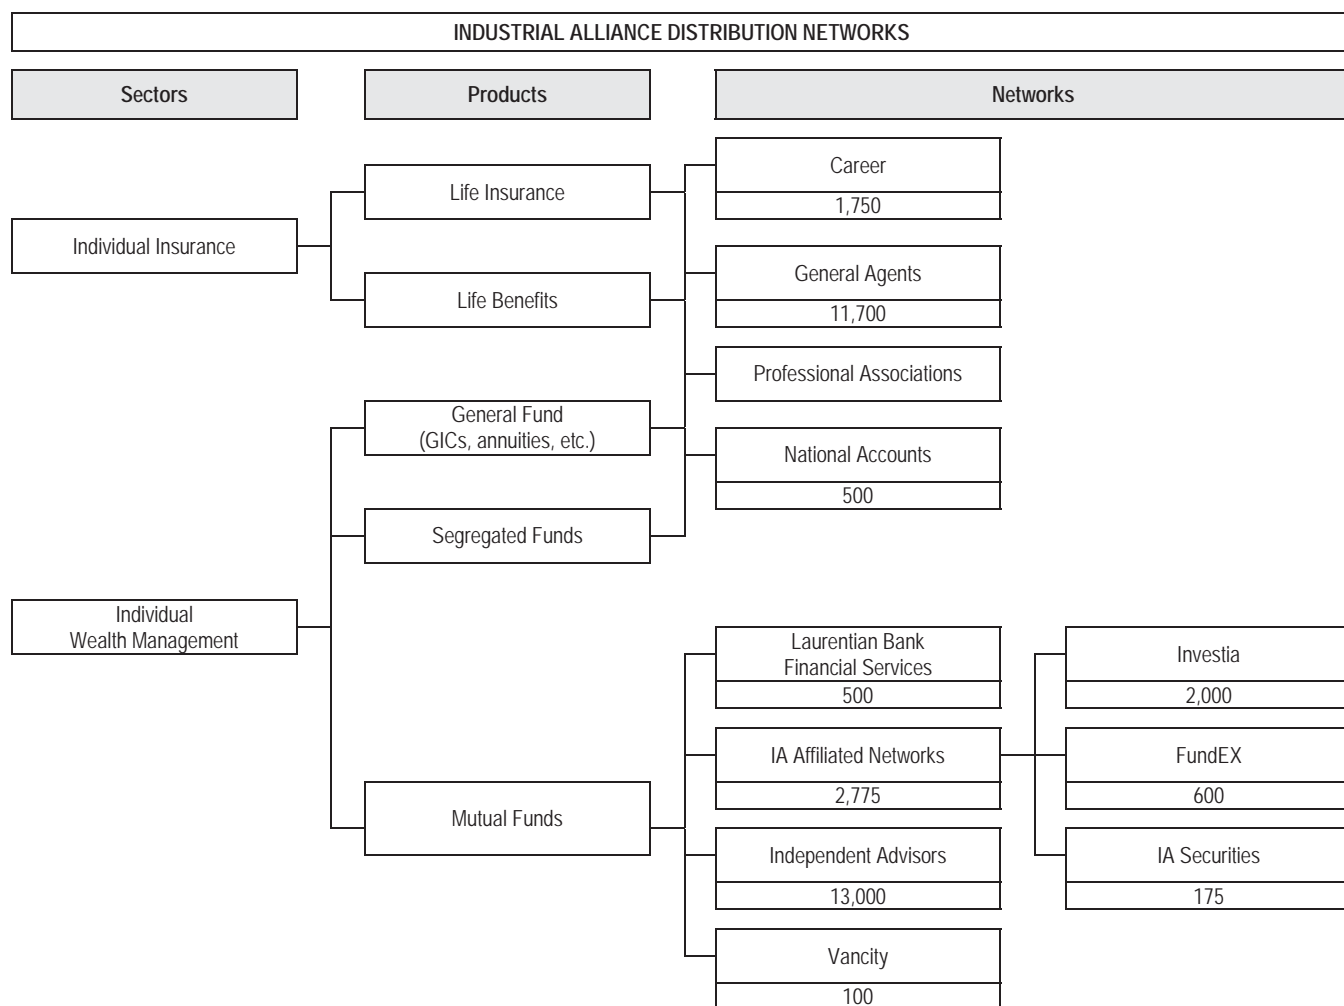 INDUSTRIAL ALLIANCE DISTRIBUTION NETWORKS
Sectors
Products
Networks
Individual Insurance
Life Insurance
Life Benefits
Career
1,750
General Agents
11,700
Professional Associations
National Accounts
500
Individual
Wealth Management
General Fund
(GICs, annuities, etc.)
Segregated Funds
Mutual Funds
Laurentian Bank
Financial Services
500
IA Affiliated Networks
2,775
Independent Advisors
13,000
Vancity
100
Investia
2,000
FundEX
600
IA Securities
175